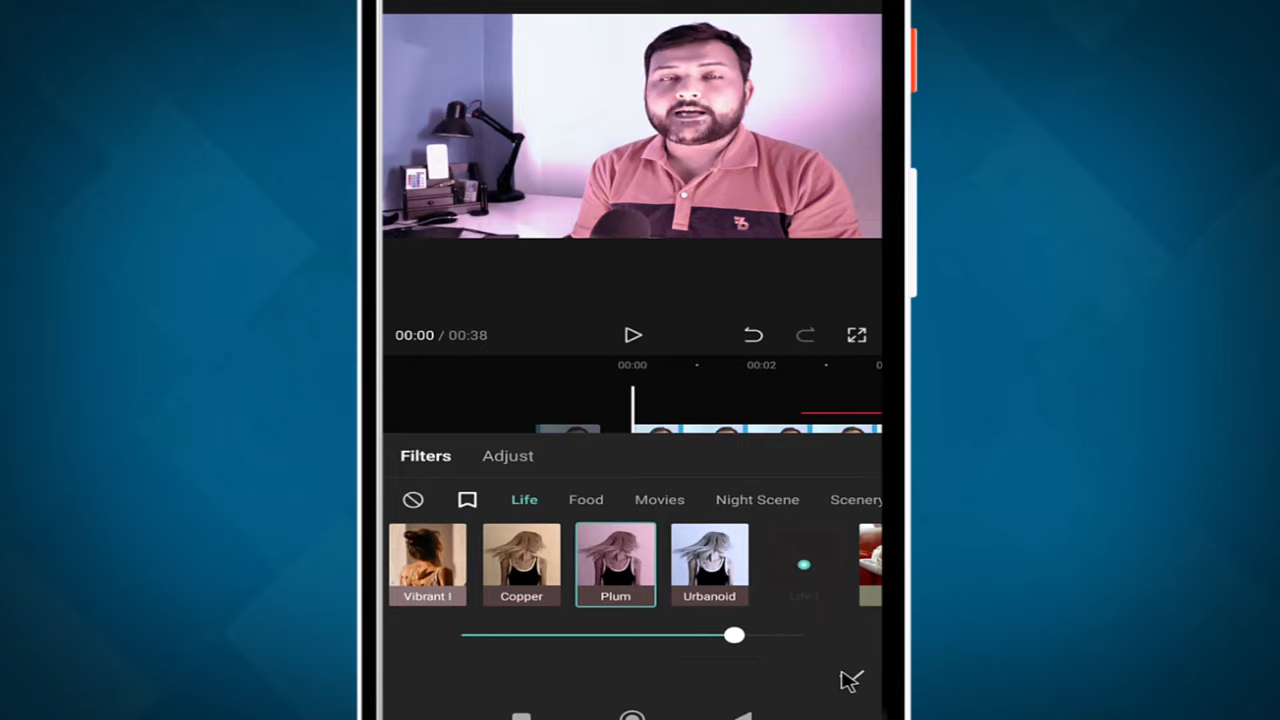 00:00 / 00:38
00:00 00:02
Filters Adjust
Life Food Movies Night Scene Scenery
Vibrant I Copper Plum Urbanoid